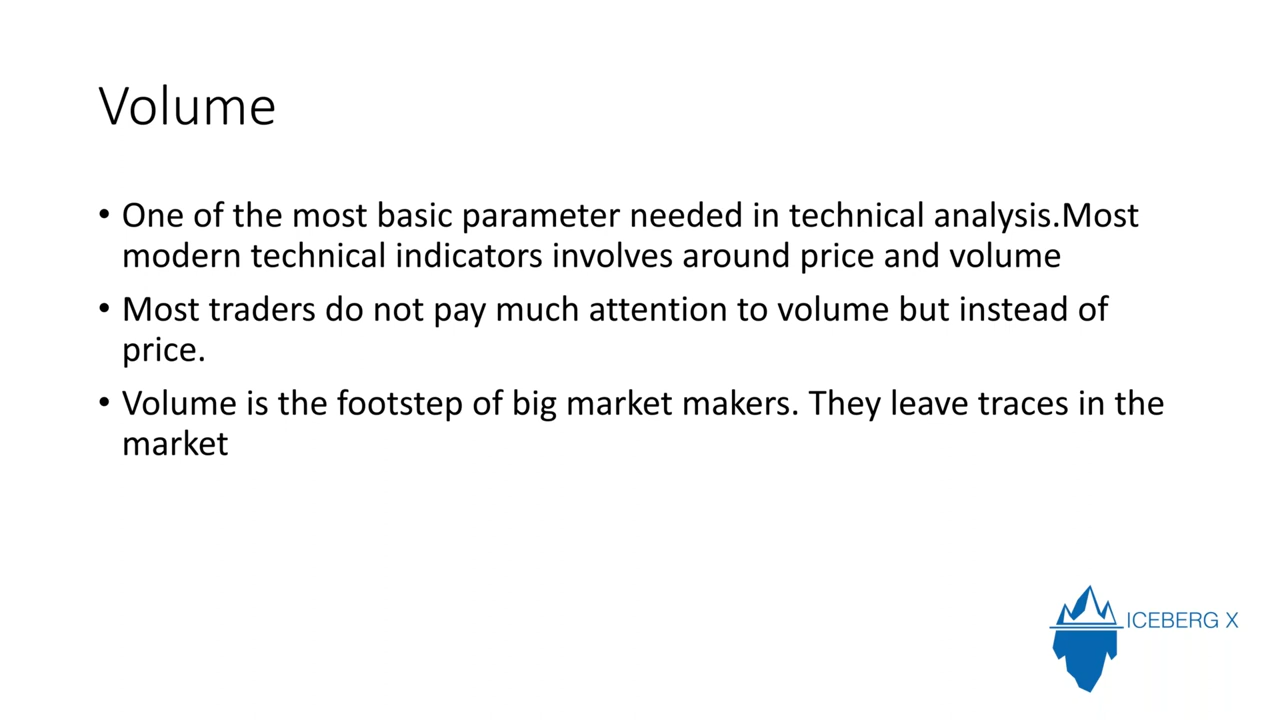 Volume
• One of the most basic parameter needed in technical analysis.Most
modern technical indicators involves around price and volume
• Most traders do not pay much attention to volume but instead of
price.
• Volume is the footstep of big market makers. They leave traces in the
market
ICEBERG X